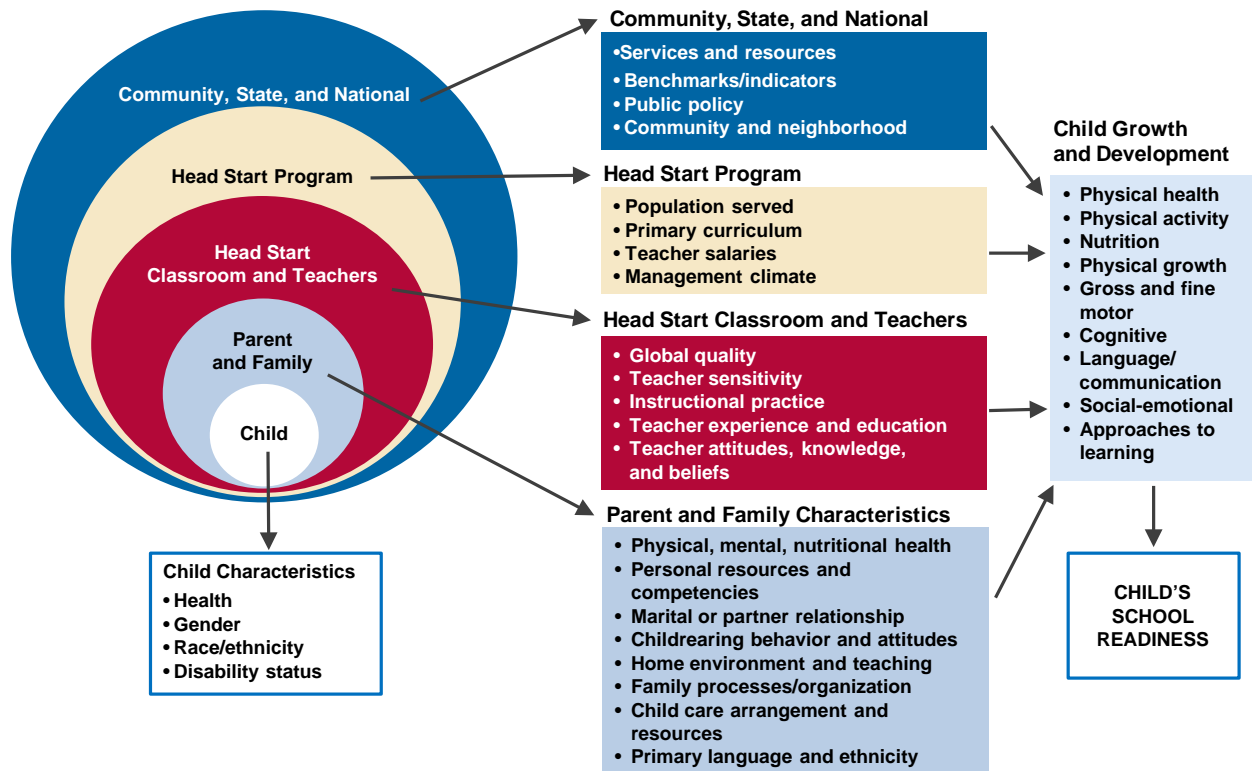 Community, State, and National
Head Start Program
Head Start
Classroom and Teachers
Parent
and Family
Child
Child Characteristics
• Health
• Gender
• Race/ethnicity
• Disability status
Community, State, and National
•Services and resources
• Benchmarks/indicators
• Public policy
• Community and neighborhood
Head Start Program
• Population served
• Primary curriculum
• Teacher salaries
• Management climate
Head Start Classroom and Teachers
• Global quality
• Teacher sensitivity
• Instructional practice
• Teacher experience and education
• Teacher attitudes, knowledge,
and beliefs
Parent and Family Characteristics
• Physical, mental, nutritional health
• Personal resources and
competencies
• Marital or partner relationship
• Childrearing behavior and attitudes
• Home environment and teaching
• Family processes/organization
• Child care arrangement and
resources
• Primary language and ethnicity
Child Growth
and Development
• Physical health
• Physical activity
• Nutrition
• Physical growth
• Gross and fine
motor
• Cognitive
• Language/
communication
• Social-emotional
• Approaches to
learning
CHILD'S
SCHOOL
READINESS